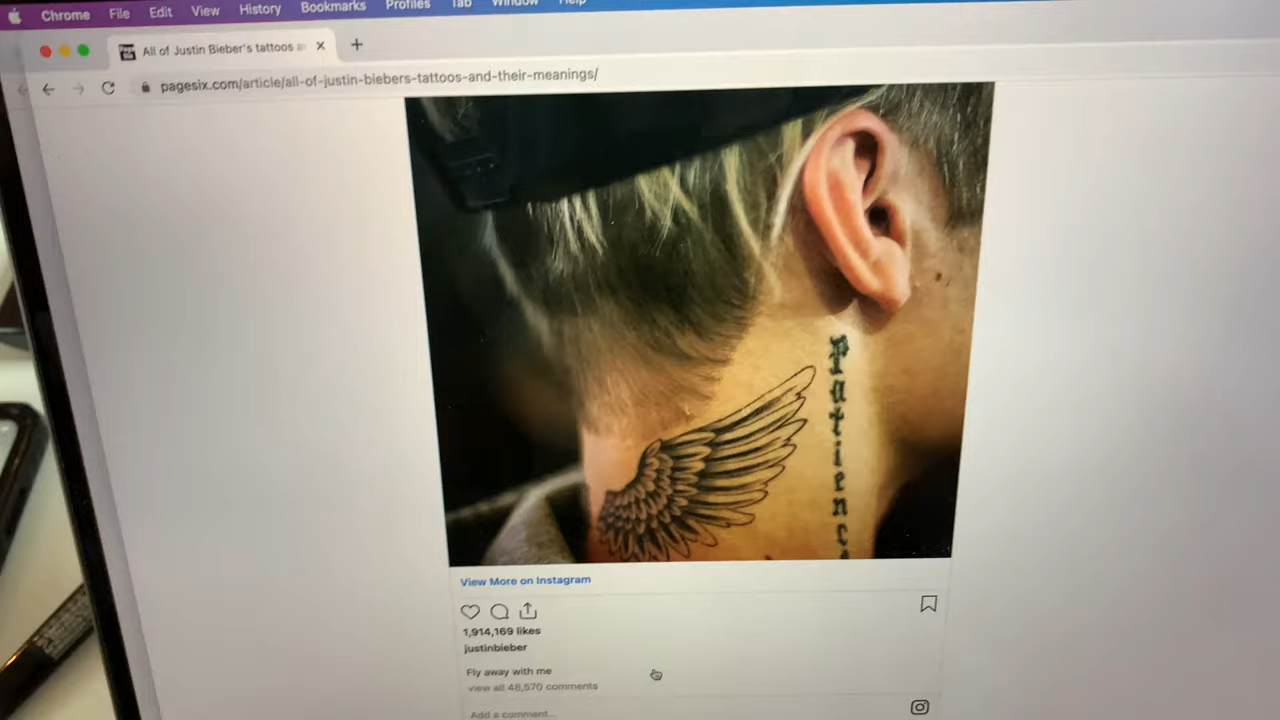 Chrome File Edit View History Bookmarks Profiles Tab Window Help
All of Justin Bieber's tattoos a
pagesix.com/article/all-of-justin-biebers-tattoos-and-their-meanings/
Patience
View More on Instagram
1,914,169 likes
justinbieber
Fly away with me
view all 48,570 comments
Add a comment...